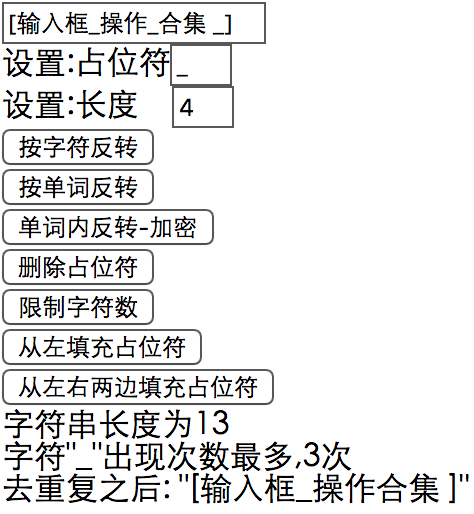 [输入框_操作_合集 _]
设置:占位符 _
设置:长度 4
按字符反转
按单词反转
单词内反转-加密
删除占位符
限制字符数
从左填充占位符
从左右两边填充占位符
字符串长度为13
字符"_"出现次数最多,3次
去重复之后: "[输入框_操作合集 ]"